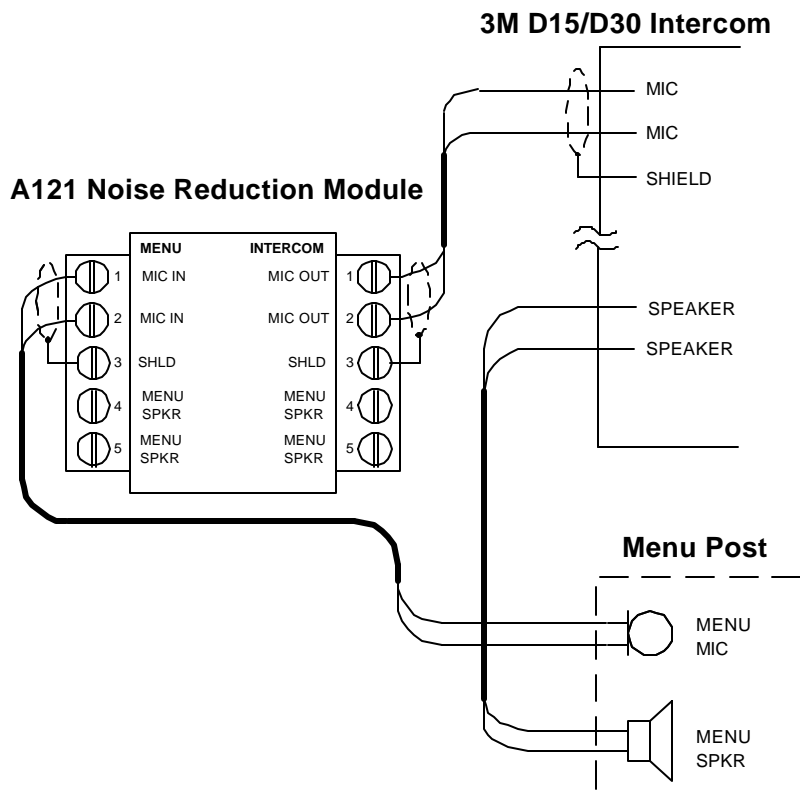 3M D15/D30 Intercom
MIC
MIC
SHIELD
A121 Noise Reduction Module
MENU INTERCOM
1 MIC IN MIC OUT 1
2 MIC IN MIC OUT 2
3 SHLD SHLD 3
4 MENU SPKR MENU SPKR 4
5 MENU SPKR MENU SPKR 5
SPEAKER
SPEAKER
Menu Post
MENU
MIC
MENU
SPKR